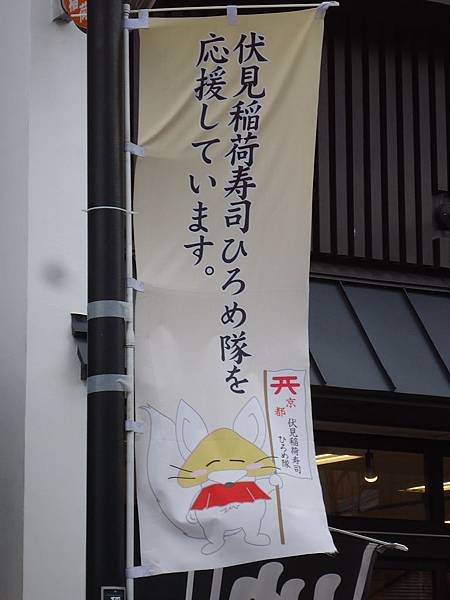 伏見稲荷寿司ひろめ隊を
応援しています。
京都
伏見稲荷寿司
ひろめ隊